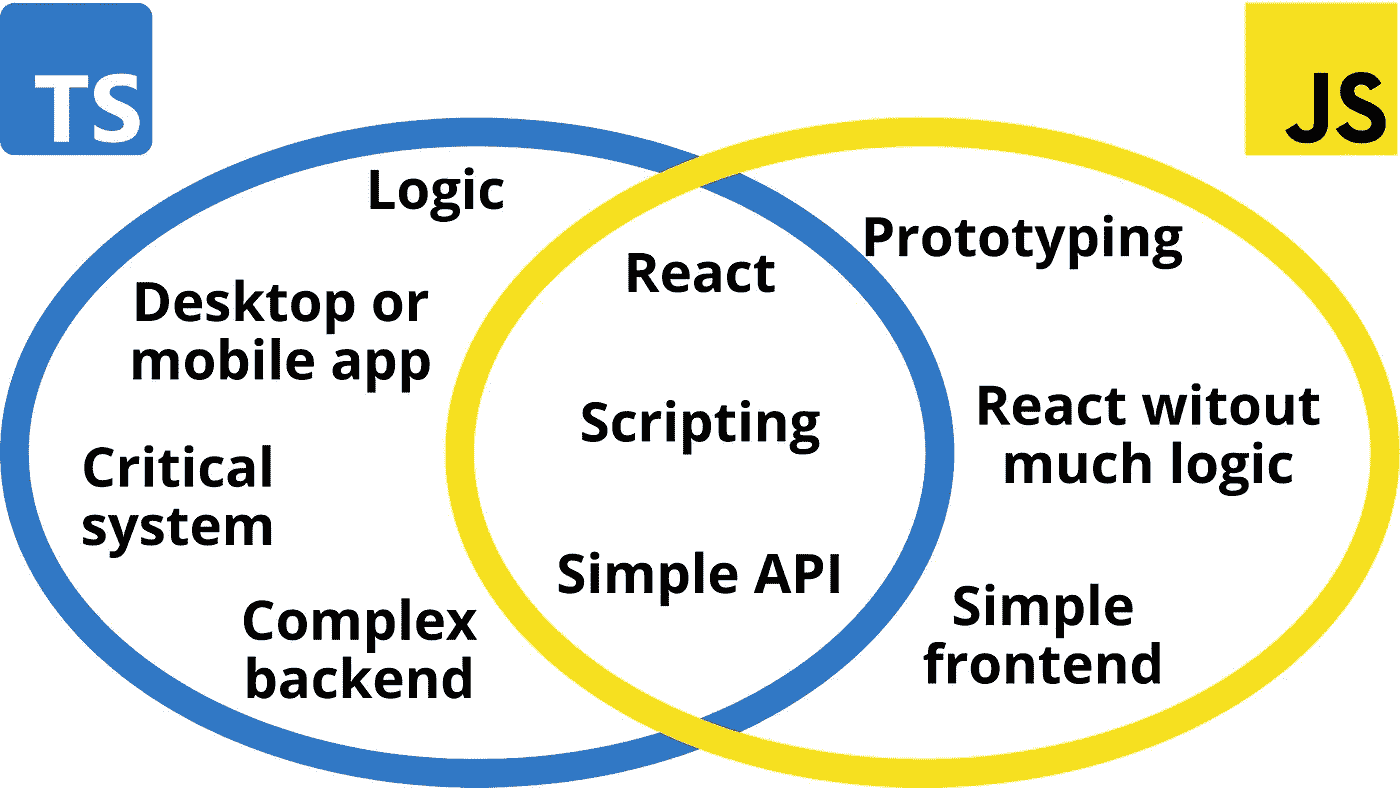 TS
JS
Logic
Prototyping
React
Desktop or
mobile app
React witout
much logic
Scripting
Critical
system
Simple API
Simple
frontend
Complex
backend